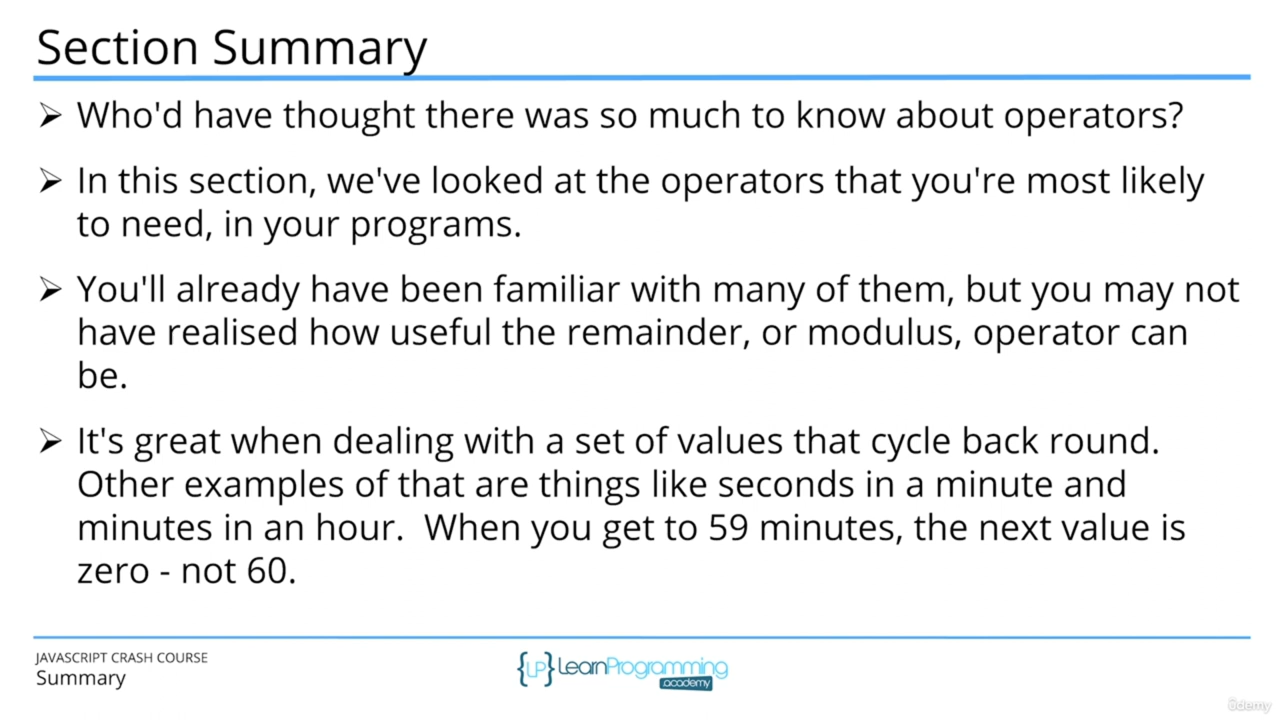 Section Summary
➢ Who'd have thought there was so much to know about operators?
➢ In this section, we've looked at the operators that you're most likely
to need, in your programs.
➢ You'll already have been familiar with many of them, but you may not
have realised how useful the remainder, or modulus, operator can
be.
➢ It's great when dealing with a set of values that cycle back round.
Other examples of that are things like seconds in a minute and
minutes in an hour.  When you get to 59 minutes, the next value is
zero - not 60.
JAVASCRIPT CRASH COURSE
Summary
{LP} LearnProgramming
.academy
ûdemy